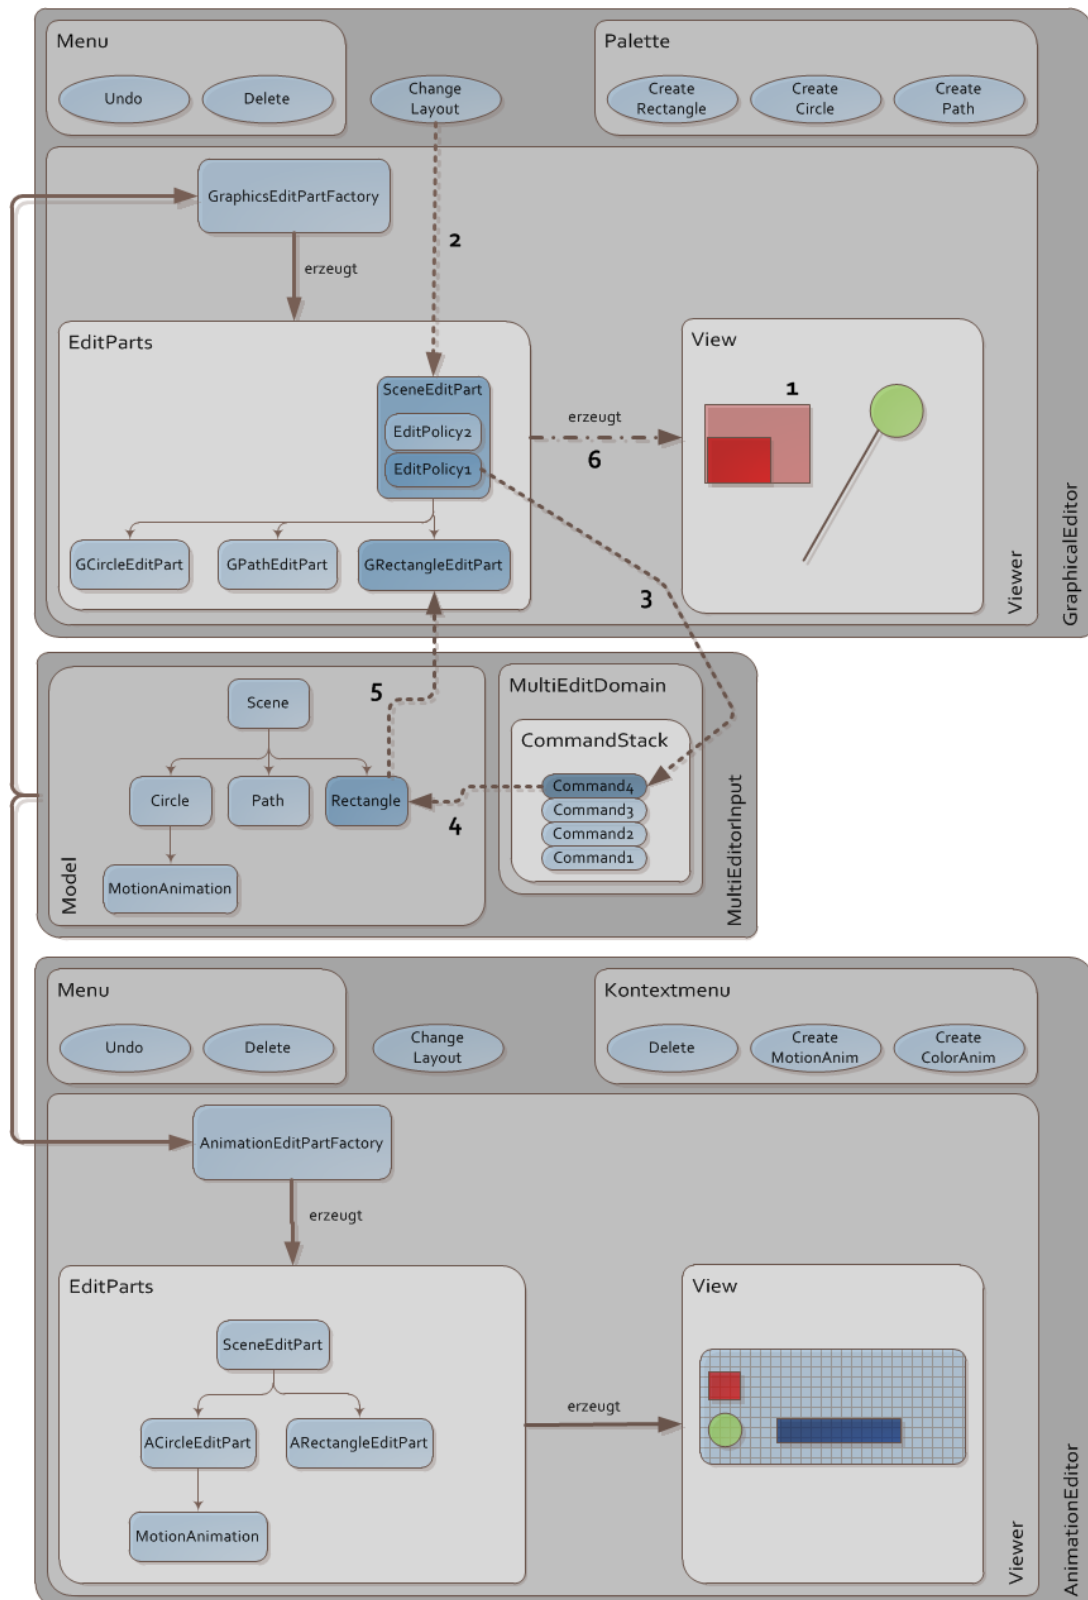 Menu
Undo
Delete
Change
Layout
Palette
Create
Rectangle
Create
Circle
Create
Path
GraphicsEditPartFactory
erzeugt
2
EditParts
SceneEditPart
EditPolicy2
EditPolicy1
GCircleEditPart
GPathEditPart
GRectangleEditPart
erzeugt
6
View
1
3
Viewer
GraphicalEditor
Scene
Circle
Path
Rectangle
MotionAnimation
Model
5
4
MultiEditDomain
CommandStack
Command4
Command3
Command2
Command1
MultiEditorInput
Menu
Undo
Delete
Change
Layout
Kontextmenu
Delete
Create
MotionAnim
Create
ColorAnim
AnimationEditPartFactory
erzeugt
EditParts
SceneEditPart
ACircleEditPart
ARectangleEditPart
MotionAnimation
erzeugt
View
Viewer
AnimationEditor